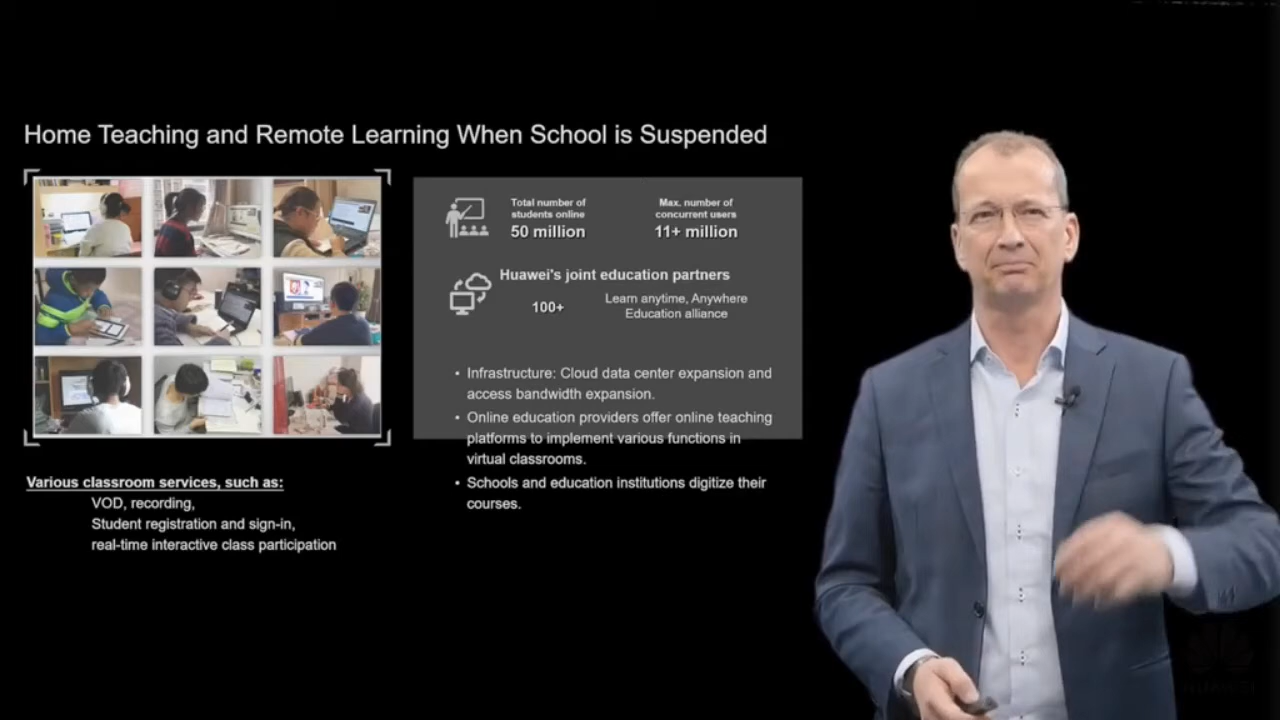 Home Teaching and Remote Learning When School is Suspended
Total number of
students online
50 million
Max. number of
concurrent users
11+ million
Huawei's joint education partners
100+
Learn anytime, Anywhere
Education alliance
• Infrastructure: Cloud data center expansion and
access bandwidth expansion.
• Online education providers offer online teaching
platforms to implement various functions in
virtual classrooms.
• Schools and education institutions digitize their
courses.
Various classroom services, such as:
VOD, recording,
Student registration and sign-in,
real-time interactive class participation